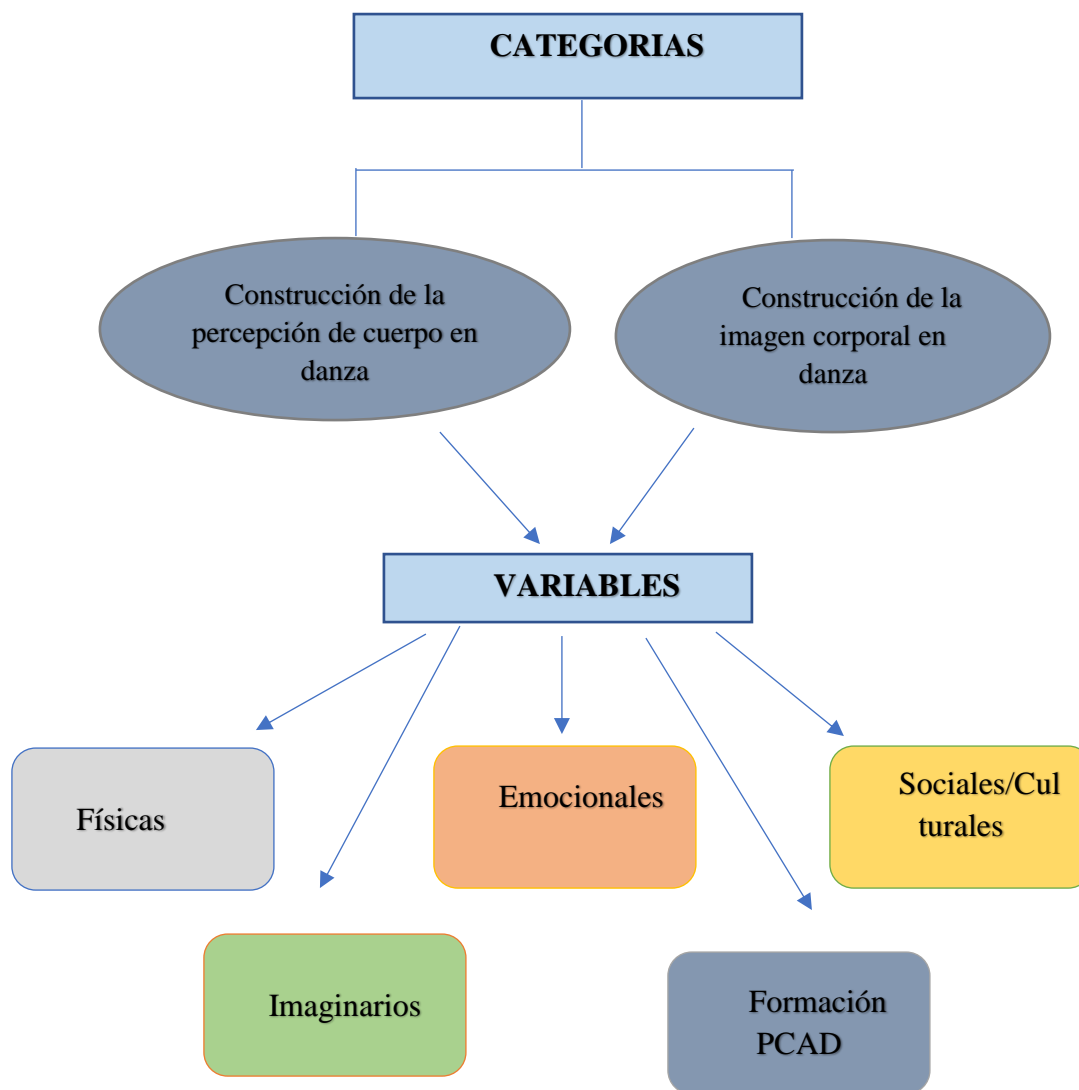 CATEGORIAS
Construcción de la
percepción de cuerpo en
danza
Construcción de la
imagen corporal en
danza
VARIABLES
Físicas
Emocionales
Sociales/Cul
turales
Imaginarios
Formación
PCAD